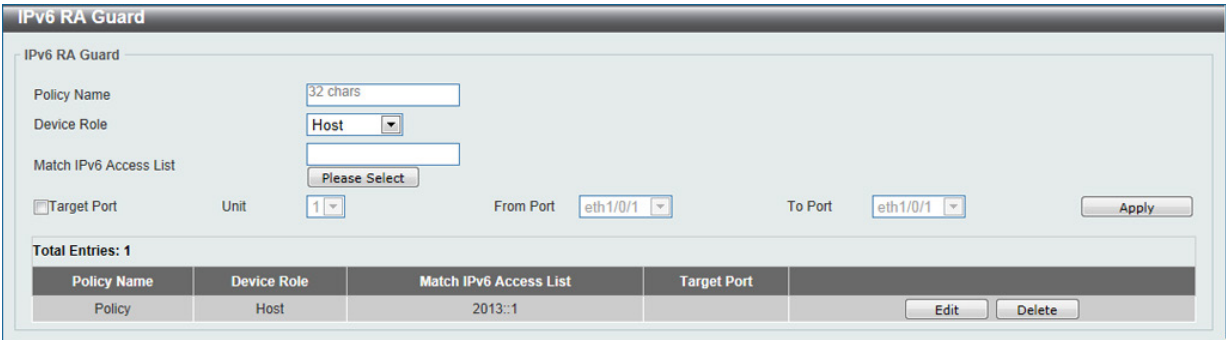 IPv6 RA Guard
IPv6 RA Guard
Policy Name 32 chars
Device Role Host
Match IPv6 Access List
Please Select
Target Port Unit 1 From Port eth1/0/1 To Port eth1/0/1 Apply
Total Entries: 1
Policy Name Device Role Match IPv6 Access List Target Port
Policy Host 2013::1 Edit Delete